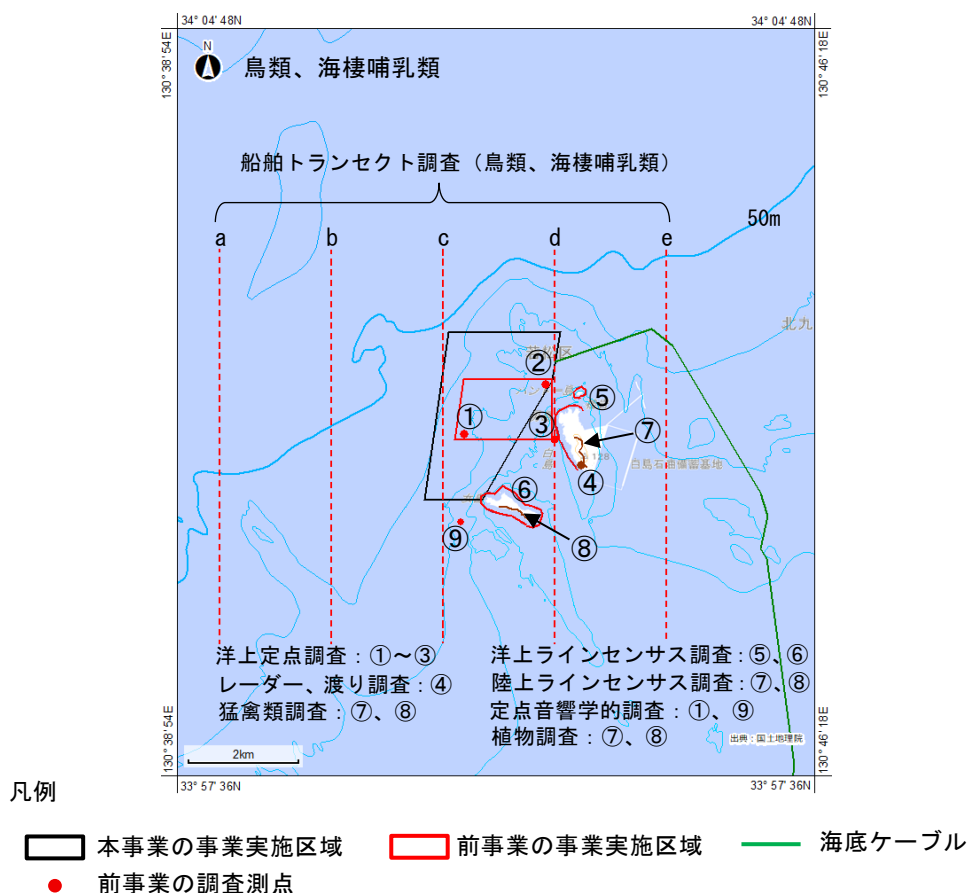 34° 04′ 48N
34° 04′ 48N
130° 38′ 54E
130° 46′ 18E
N
鳥類、海棲哺乳類
船舶トランセクト調査（鳥類、海棲哺乳類）
50m
a
b
c
d
e
北九
②
⑤
①
③
⑦
白島
128
白島石油備蓄基地
④
⑥
⑨
⑧
洋上定点調査：①～③
レーダー、渡り調査：④
猛禽類調査：⑦、⑧
洋上ラインセンサス調査：⑤、⑥
陸上ラインセンサス調査：⑦、⑧
定点音響学的調査：①、⑨
植物調査：⑦、⑧
出典：国土地理院
2km
130° 38′ 54E
130° 46′ 18E
33° 57′ 36N
33° 57′ 36N
凡例
本事業の事業実施区域
前事業の事業実施区域
海底ケーブル
前事業の調査測点